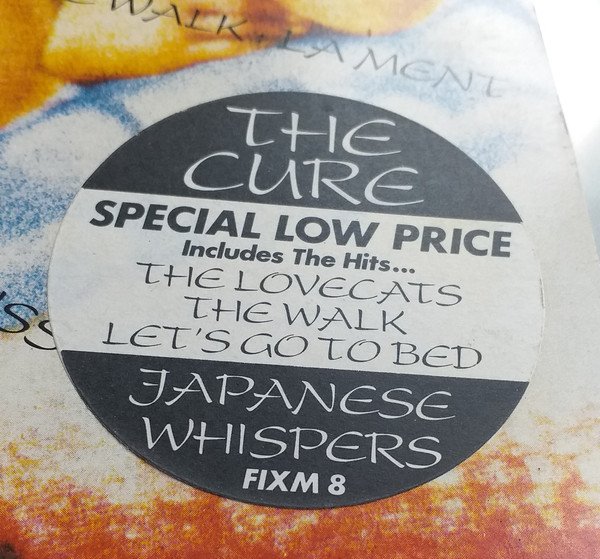 WALK . LAMENT
THE
CURE
SPECIAL LOW PRICE
Includes The Hits...
THE LOVECATS
THE WALK
LET'S GO TO BED
JAPANESE
WHISPERS
FIXM 8